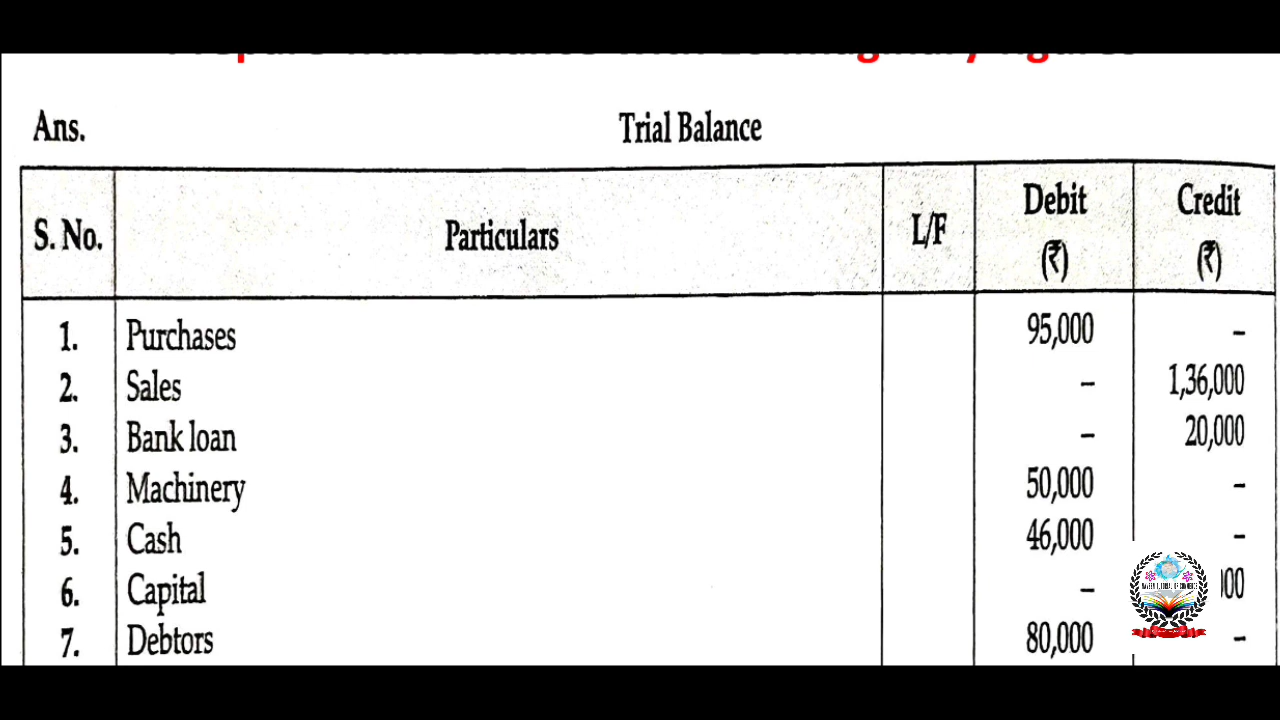 Ans.
Trial Balance
S. No. Particulars L/F Debit (₹) Credit (₹)
1. Purchases 95,000 –
2. Sales – 1,36,000
3. Bank loan – 20,000
4. Machinery 50,000 –
5. Cash 46,000 –
6. Capital –
7. Debtors 80,000 –